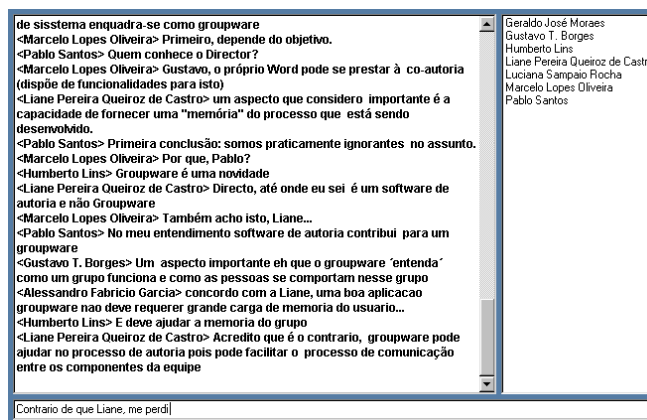 de sisstema enquadra-se como groupware
<Marcelo Lopes Oliveira> Primeiro, depende do objetivo.
<Pablo Santos> Quem conhece o Director?
<Marcelo Lopes Oliveira> Gustavo, o próprio Word pode se prestar à co-autoria
(dispõe de funcionalidades para isto)
<Liane Pereira Queiroz de Castro> um aspecto que considero importante é a
capacidade de fornecer uma "memória" do processo que está sendo
desenvolvido.
<Pablo Santos> Primeira conclusão: somos praticamente ignorantes no assunto.
<Marcelo Lopes Oliveira> Por que, Pablo?
<Humberto Lins> Groupware é uma novidade
<Liane Pereira Queiroz de Castro> Directo, até onde eu sei é um software de
autoria e não Groupware
<Marcelo Lopes Oliveira> Também acho isto, Liane...
<Pablo Santos> No meu entendimento software de autoria contribui para um
groupware
<Gustavo T. Borges> Um aspecto importante eh que o groupware ´entenda´
como um grupo funciona e como as pessoas se comportam nesse grupo
<Alessandro Fabricio Garcia> concordo com a Liane, uma boa aplicacao
groupware nao deve requerer grande carga de memoria do usuario...
<Humberto Lins> E deve ajudar a memoria do grupo
<Liane Pereira Queiroz de Castro> Acredito que é o contrario, groupware pode
ajudar no processo de autoria pois pode facilitar o processo de comunicação
entre os componentes da equipe
Contrario de que Liane, me perdi
Geraldo José Moraes
Gustavo T. Borges
Humberto Lins
Liane Pereira Queiroz de Castr
Luciana Sampaio Rocha
Marcelo Lopes Oliveira
Pablo Santos